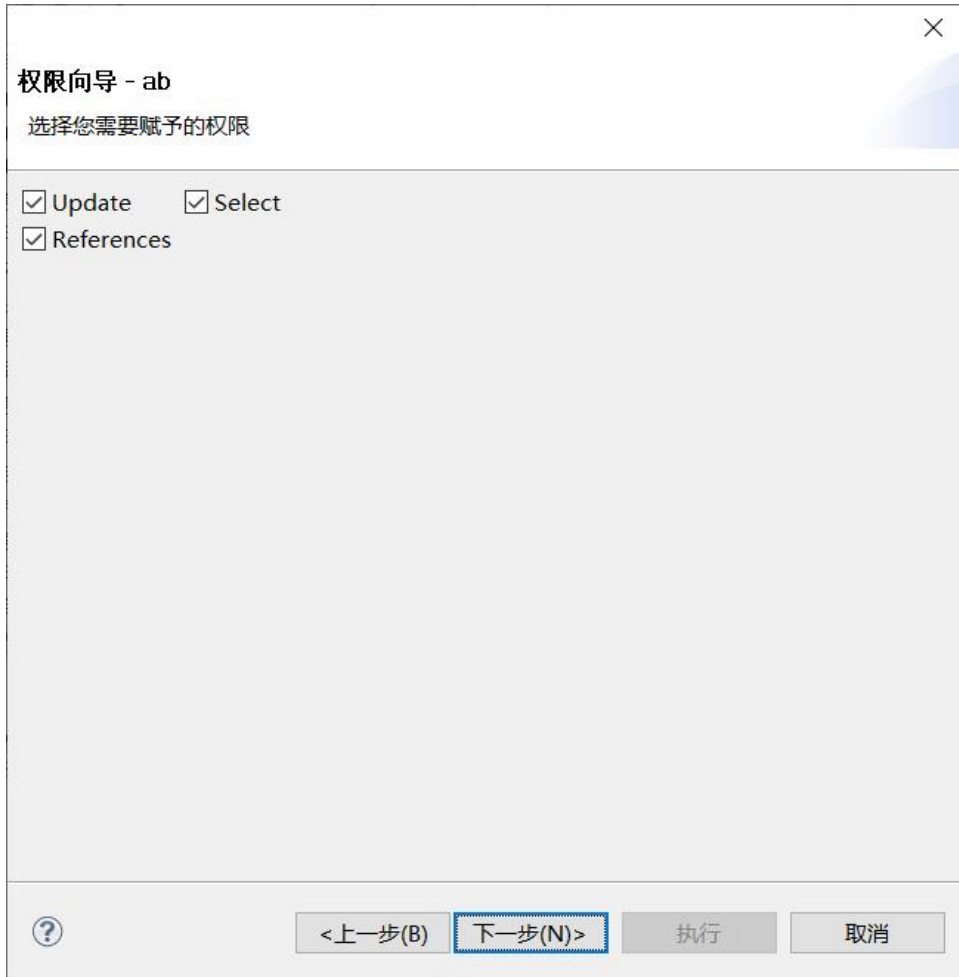 权限向导 - ab
选择您需要赋予的权限
Update Select
References
<上一步(B) 下一步(N)> 执行 取消